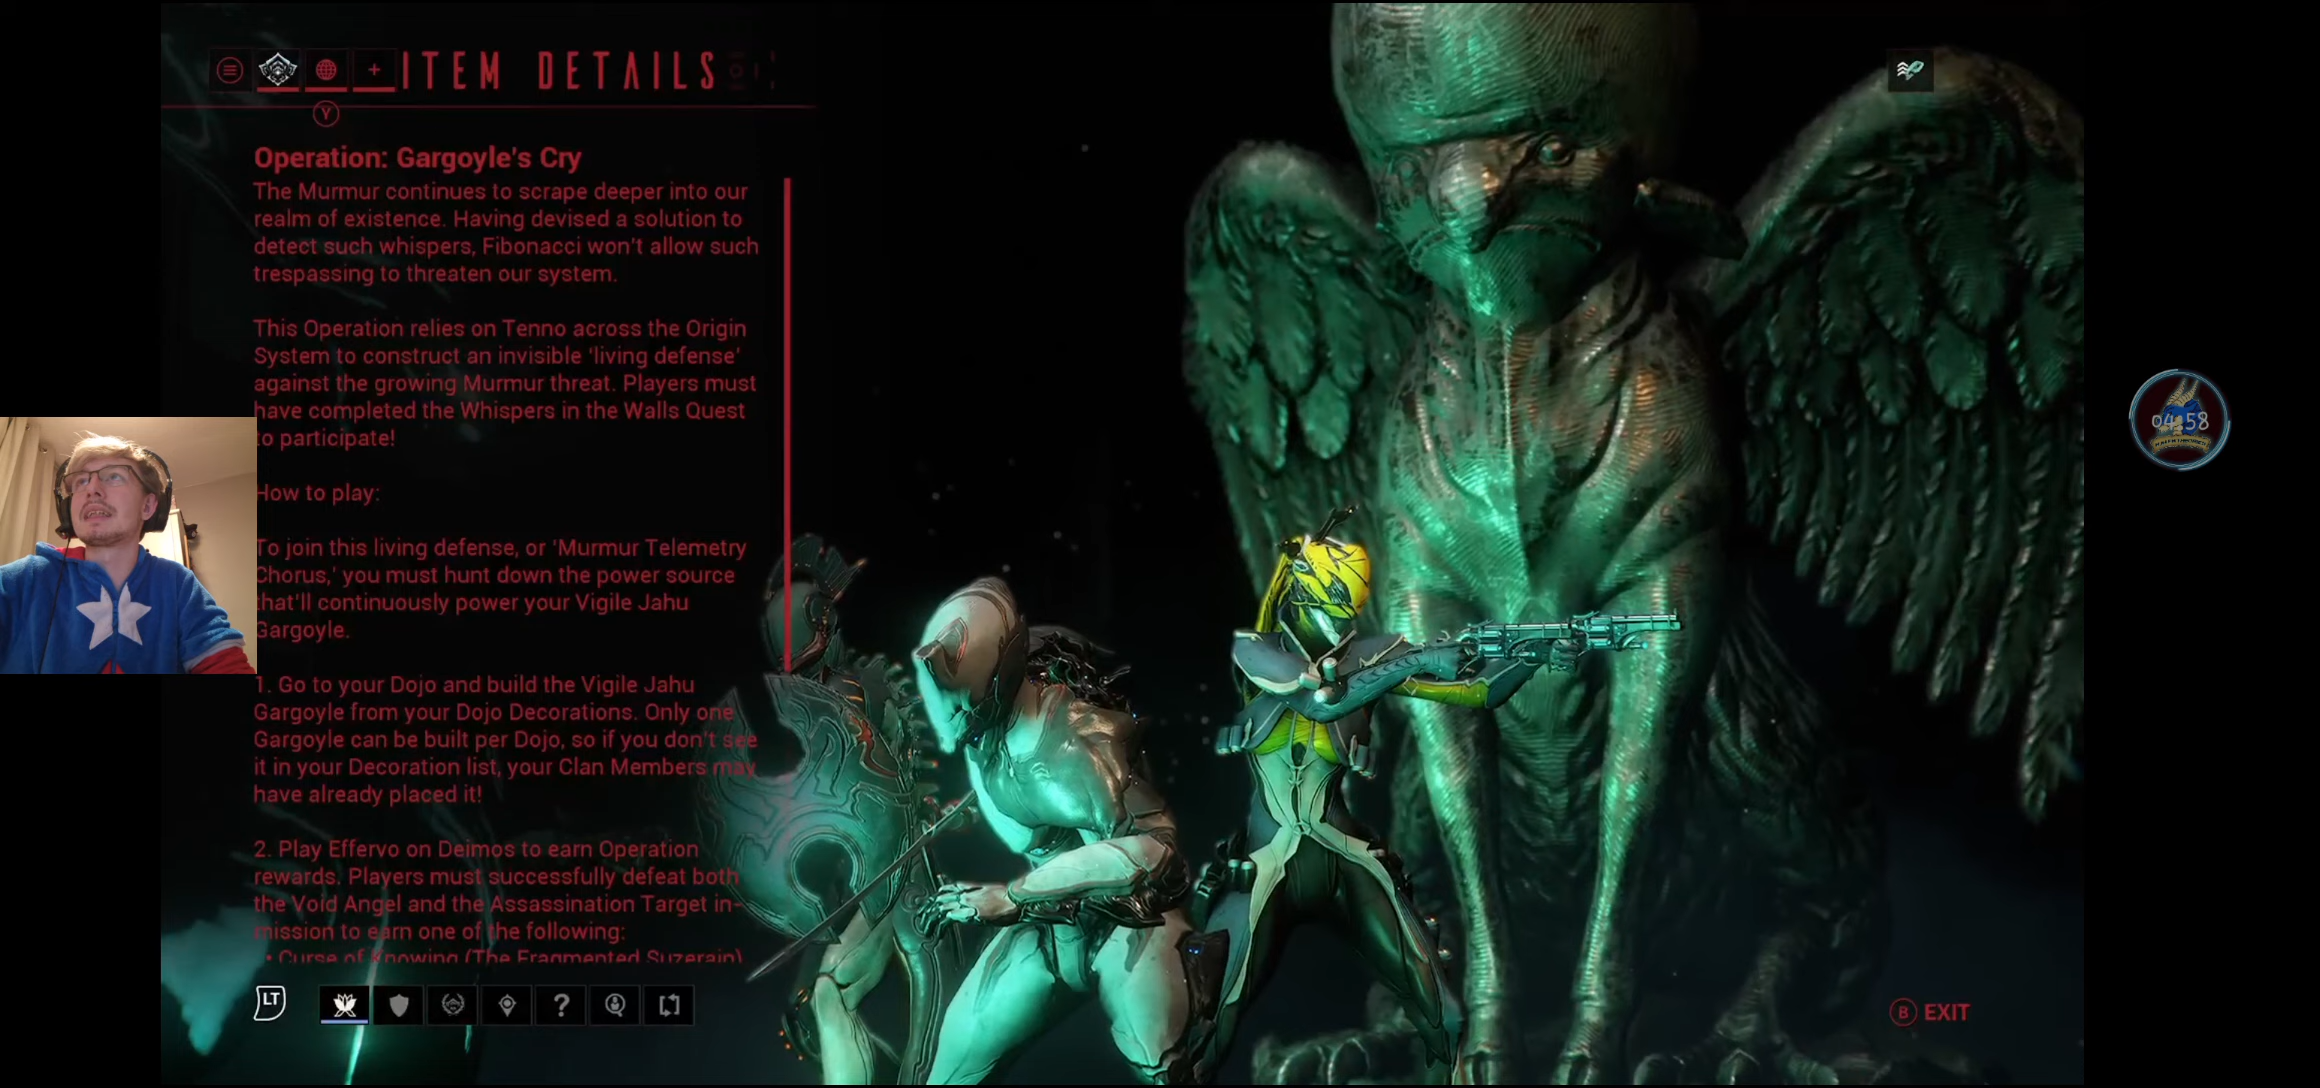 ITEM DETAILS
Y
Operation: Gargoyle's Cry
The Murmur continues to scrape deeper into our
realm of existence. Having devised a solution to
detect such whispers, Fibonacci won't allow such
trespassing to threaten our system.
This Operation relies on Tenno across the Origin
System to construct an invisible 'living defense'
against the growing Murmur threat. Players must
have completed the Whispers in the Walls Quest
to participate!
How to play:
To join this living defense, or 'Murmur Telemetry
Chorus,' you must hunt down the power source
that'll continuously power your Vigile Jahu
Gargoyle.
1. Go to your Dojo and build the Vigile Jahu
Gargoyle from your Dojo Decorations. Only one
Gargoyle can be built per Dojo, so if you don't see
it in your Decoration list, your Clan Members may
have already placed it!
2. Play Effervo on Deimos to earn Operation
rewards. Players must successfully defeat both
the Void Angel and the Assassination Target in-
mission to earn one of the following:
• Curse of Knowing (The Fragmented Suzerain)
LT
?
B EXIT
04:58